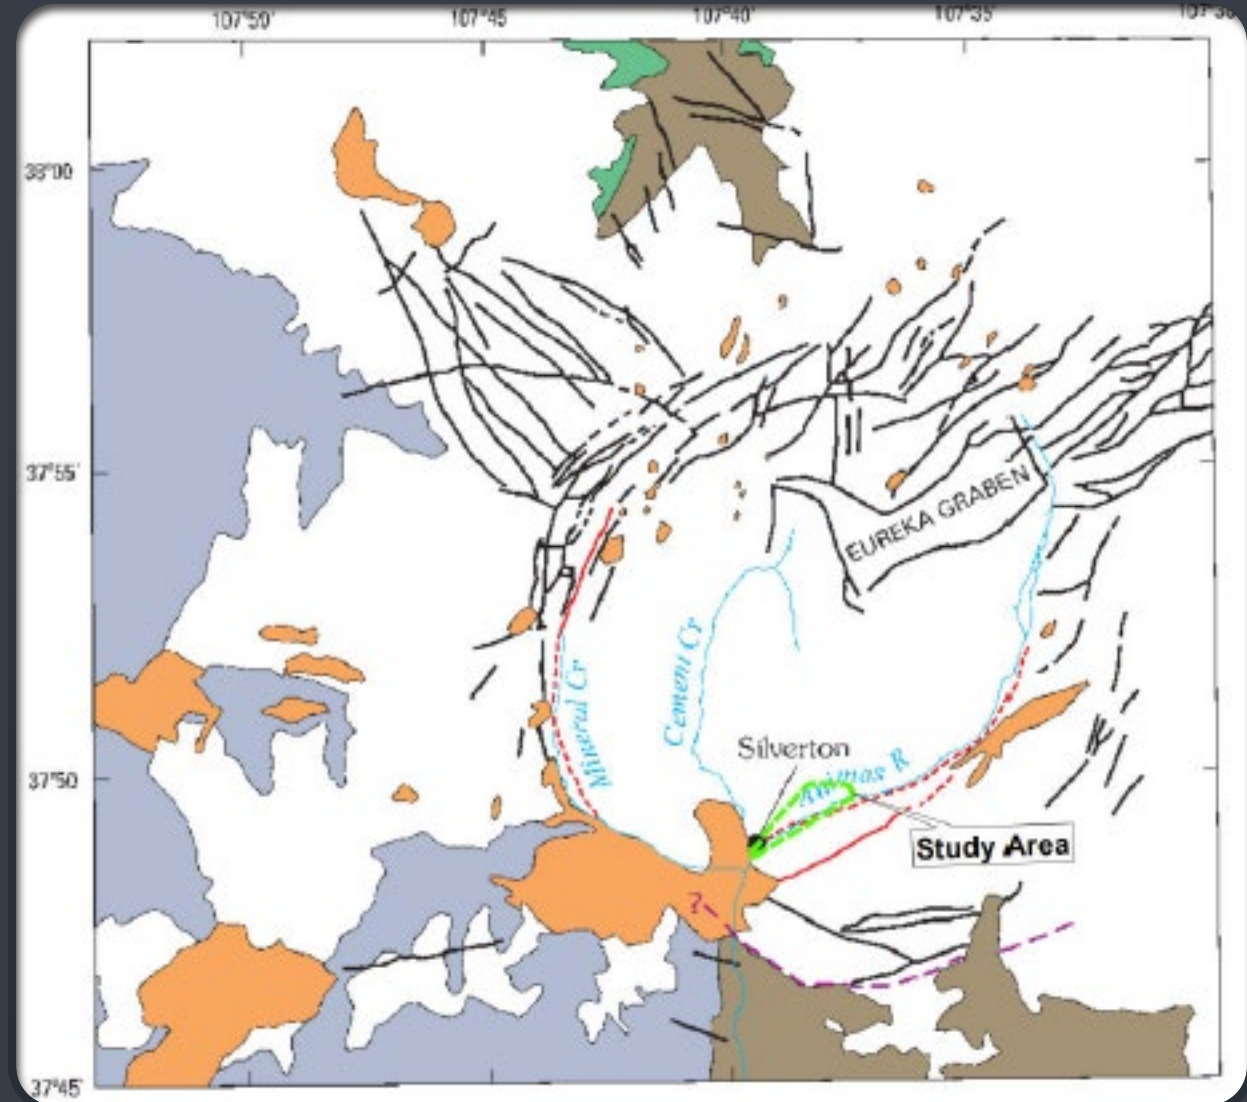 107°50'
107°45'
107°40'
107°35'
38°00'
37°55'
EUREKA GRABEN
Cement Cr
Mineral Cr
Silverton
37°50'
Animas R
Study Area
?
37°45'